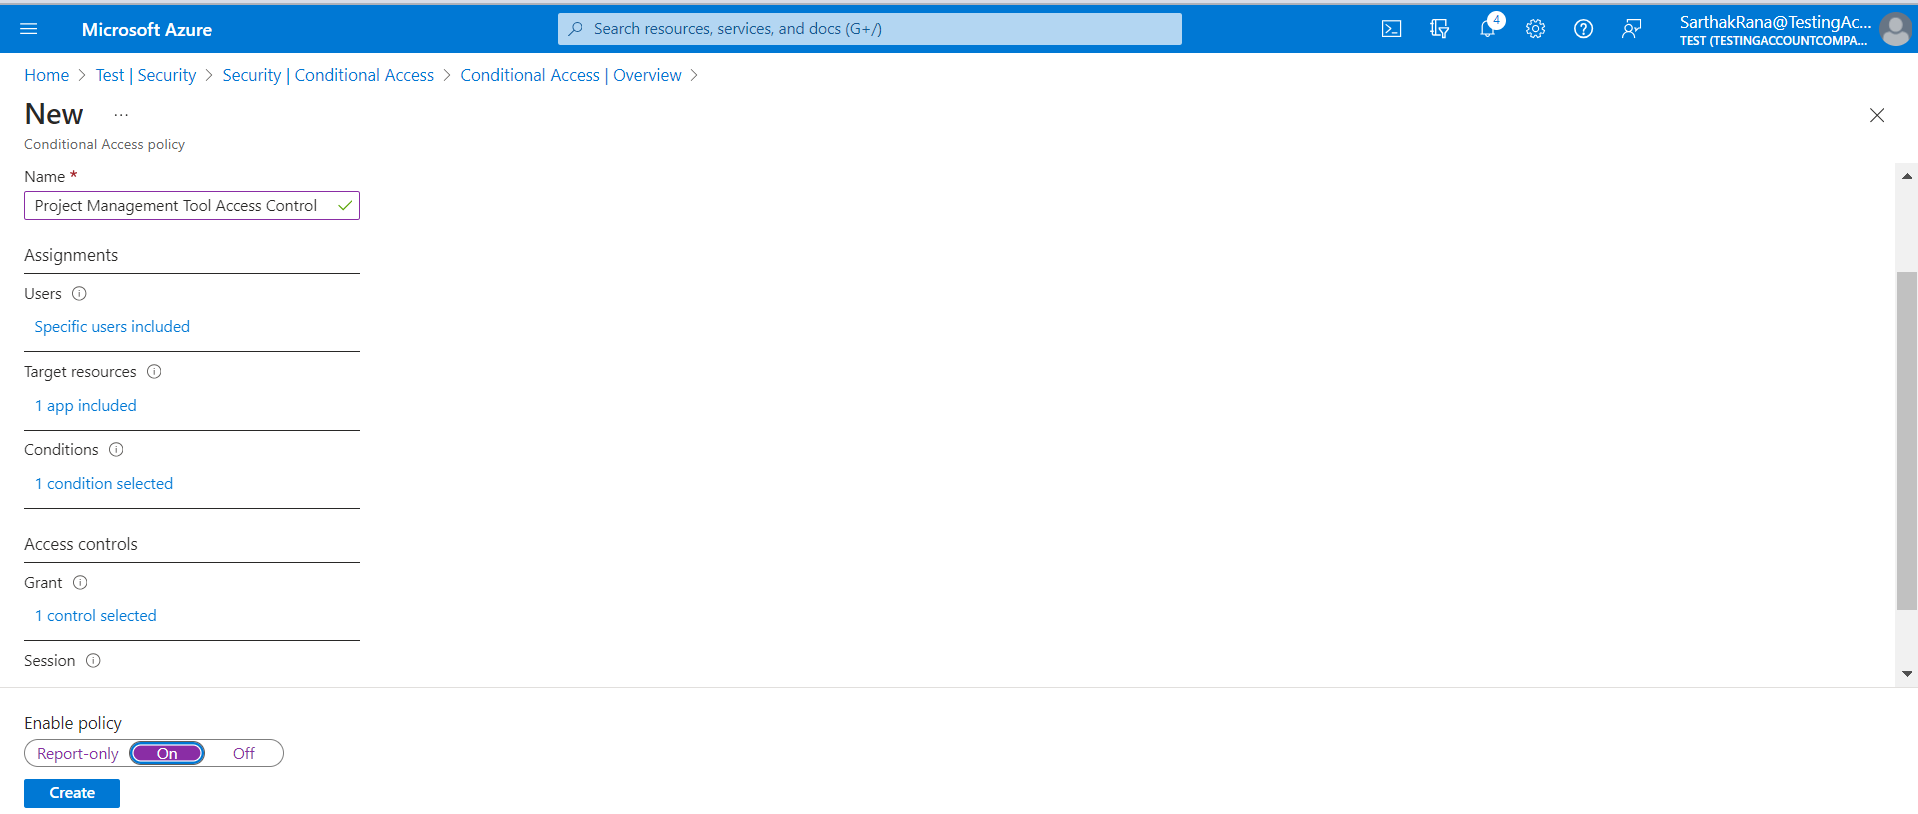 Microsoft Azure
Search resources, services, and docs (G+/)
4
SarthakRana@TestingAc...
TEST (TESTINGACCOUNTCOMPA...
Home > Test | Security > Security | Conditional Access > Conditional Access | Overview >
New ...
Conditional Access policy
Name *
Project Management Tool Access Control
Assignments
Users
Specific users included
Target resources
1 app included
Conditions
1 condition selected
Access controls
Grant
1 control selected
Session
Enable policy
Report-only On Off
Create